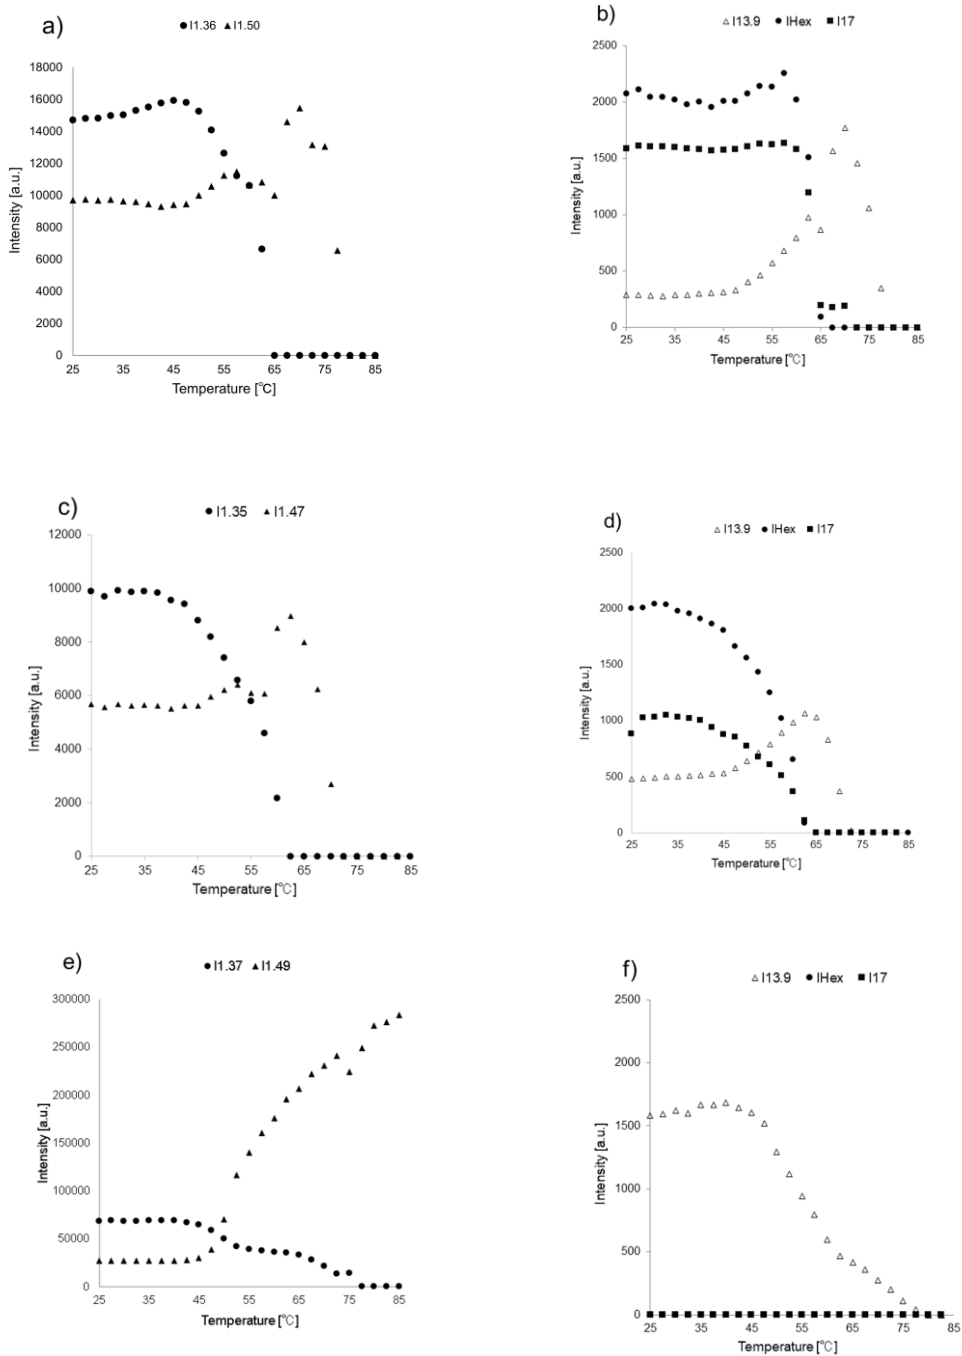 a)
● I1.36 ▲ I1.50
18000
16000
14000
12000
10000
8000
6000
4000
2000
0
Intensity [a.u.]
25 35 45 55 65 75 85
Temperature [℃]
b)
△ I13.9 ● IHex ■ I17
2500
2000
1500
1000
500
0
Intensity [a.u.]
25 35 45 55 65 75 85
Temperature [℃]
c)
● I1.35 ▲ I1.47
12000
10000
8000
6000
4000
2000
0
Intensity [a.u.]
25 35 45 55 65 75 85
Temperature [℃]
d)
△ I13.9 ● IHex ■ I17
2500
2000
1500
1000
500
0
Intensity [a.u.]
25 35 45 55 65 75 85
Temperature [℃]
e)
● I1.37 ▲ I1.49
300000
250000
200000
150000
100000
50000
0
Intensity [a.u.]
25 35 45 55 65 75 85
Temperature [℃]
f)
△ I13.9 ● IHex ■ I17
2500
2000
1500
1000
500
0
Intensity [a.u.]
25 35 45 55 65 75 85
Temperature [℃]